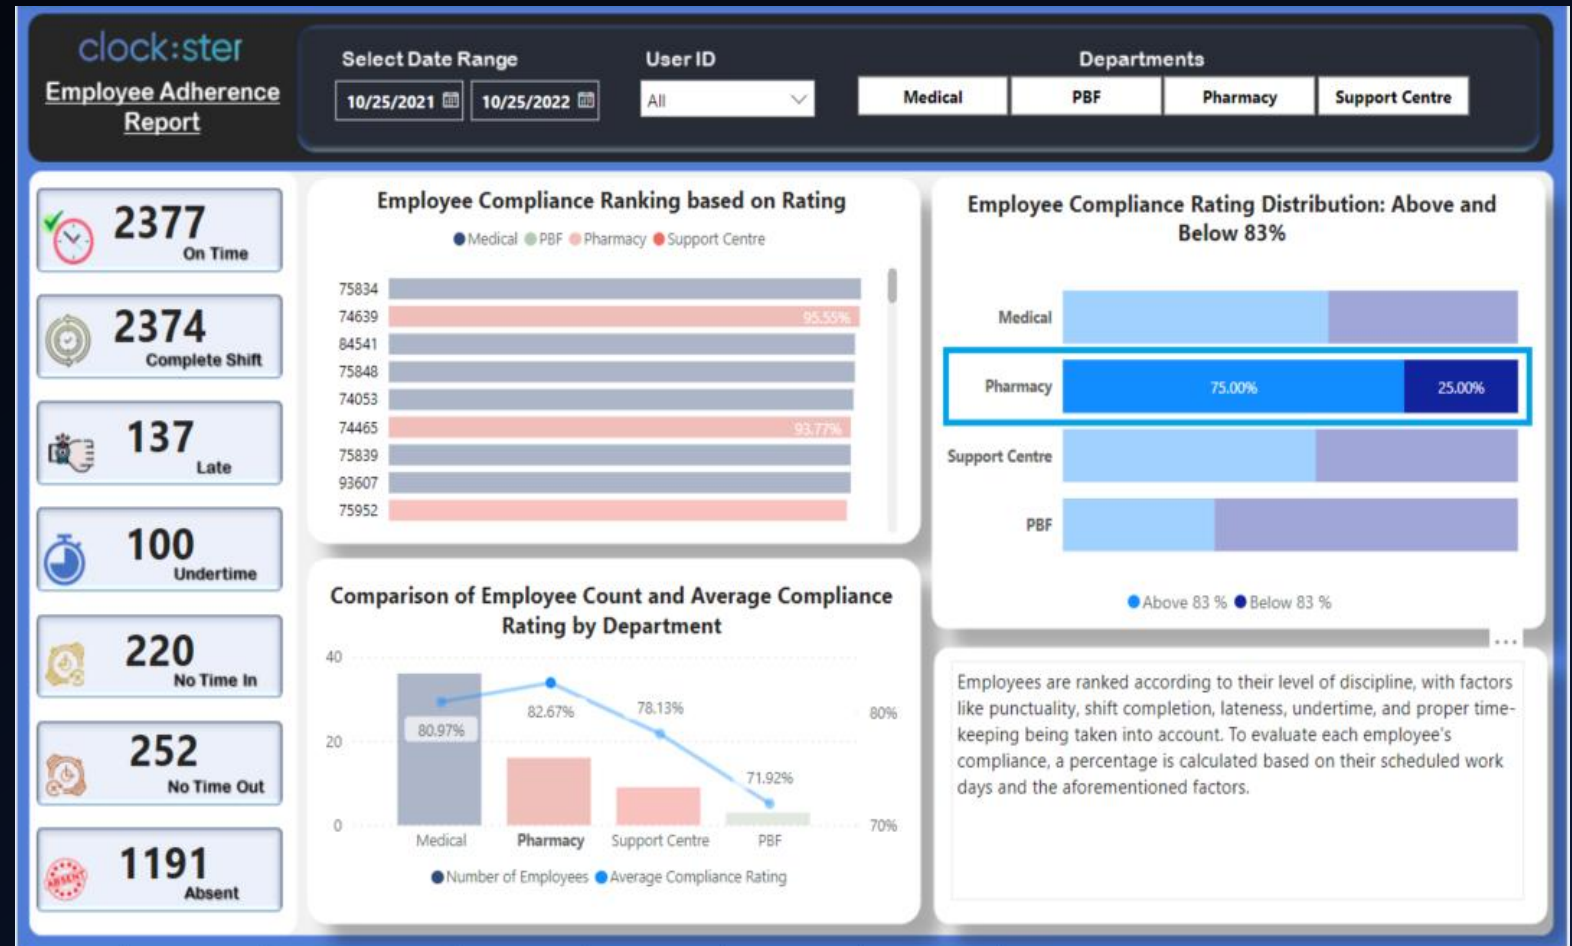 clock:ster
Employee Adherence
Report
Select Date Range
10/25/2021
10/25/2022
User ID
All
Departments
Medical
PBF
Pharmacy
Support Centre
2377
On Time
2374
Complete Shift
137
Late
100
Undertime
220
No Time In
252
No Time Out
1191
Absent
ABSENT
Employee Compliance Ranking based on Rating
Medical PBF Pharmacy Support Centre
75834
74639 95.55%
84541
75848
74053
74465 93.77%
75839
93607
75952
Comparison of Employee Count and Average Compliance
Rating by Department
40
20
0
80.97%
82.67%
78.13%
71.92%
80%
70%
Medical Pharmacy Support Centre PBF
Number of Employees Average Compliance Rating
Employee Compliance Rating Distribution: Above and
Below 83%
Medical
Pharmacy 75.00% 25.00%
Support Centre
PBF
Above 83 % Below 83 %
...
Employees are ranked according to their level of discipline, with factors
like punctuality, shift completion, lateness, undertime, and proper time-
keeping being taken into account. To evaluate each employee's
compliance, a percentage is calculated based on their scheduled work
days and the aforementioned factors.